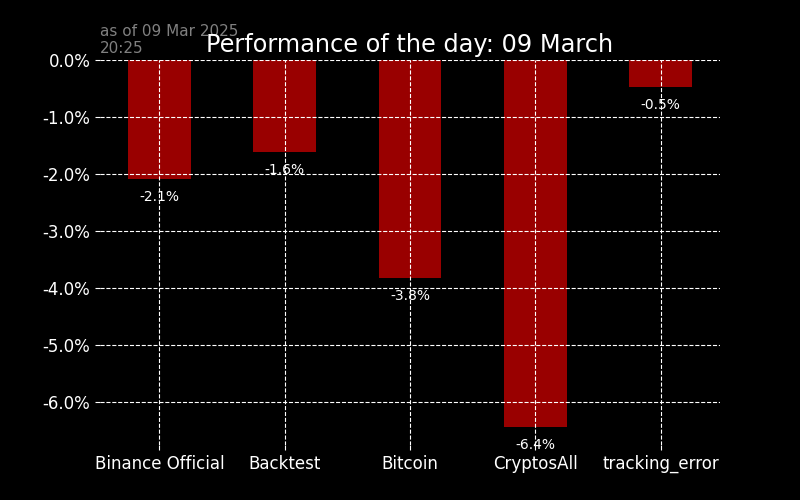 as of 09 Mar 2025
20:25
Performance of the day: 09 March
0.0%
-1.0%
-2.0%
-3.0%
-4.0%
-5.0%
-6.0%
-2.1%
-1.6%
-3.8%
-6.4%
-0.5%
Binance Official
Backtest
Bitcoin
CryptosAll
tracking_error